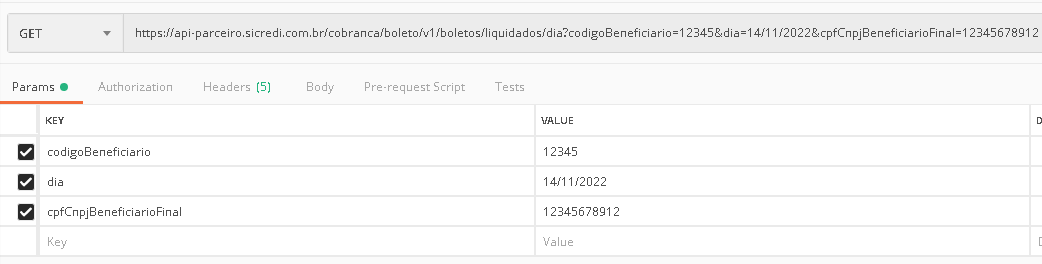 GET https://api-parceiro.sicredi.com.br/cobranca/boleto/v1/boletos/liquidados/dia?codigoBeneficiario=12345&dia=14/11/2022&cpfCnpjBeneficiarioFinal=12345678912
Params Authorization Headers (5) Body Pre-request Script Tests
KEY VALUE D
codigoBeneficiario 12345
dia 14/11/2022
cpfCnpjBeneficiarioFinal 12345678912
Key Value D